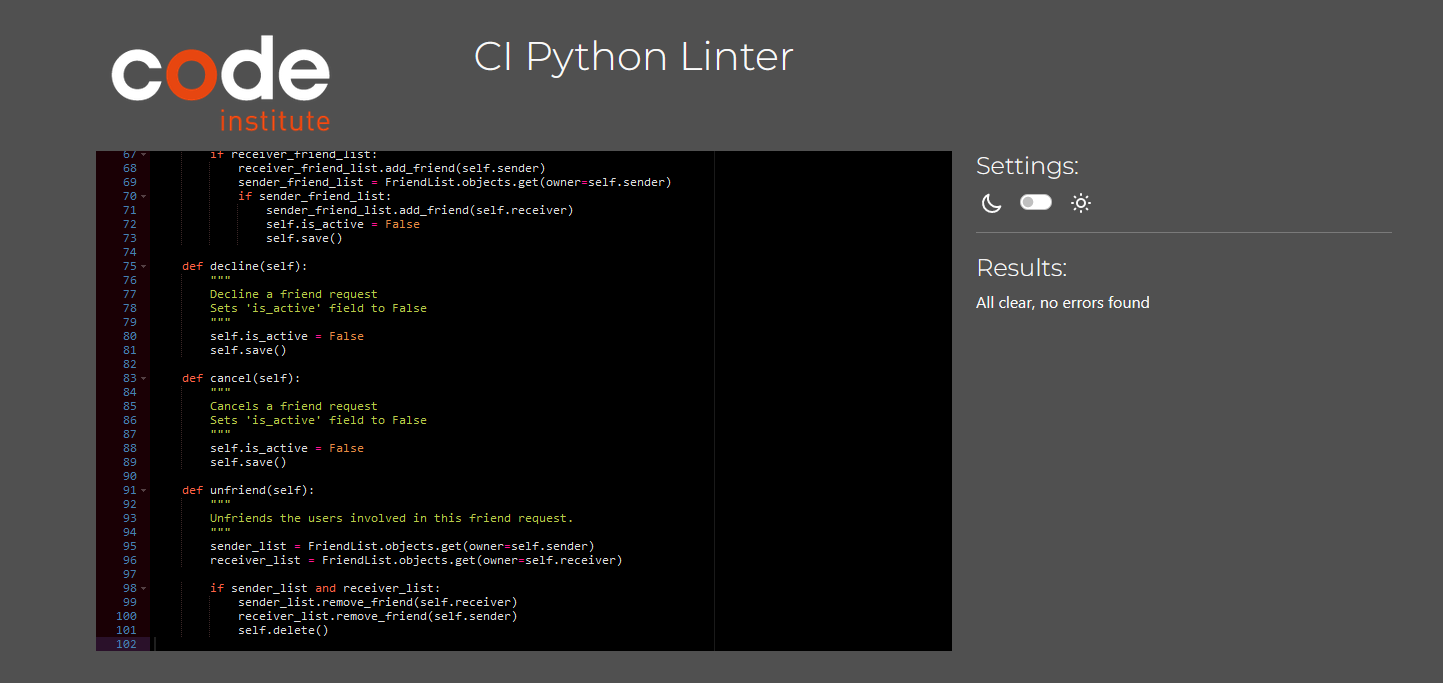 code
institute
CI Python Linter
67 if receiver_friend_list:
68 receiver_friend_list.add_friend(self.sender)
69 sender_friend_list = FriendList.objects.get(owner=self.sender)
70 if sender_friend_list:
71 sender_friend_list.add_friend(self.receiver)
72 self.is_active = False
73 self.save()
74
75 def decline(self):
76 """
77 Decline a friend request
78 Sets 'is_active' field to False
79 """
80 self.is_active = False
81 self.save()
82
83 def cancel(self):
84 """
85 Cancels a friend request
86 Sets 'is_active' field to False
87 """
88 self.is_active = False
89 self.save()
90
91 def unfriend(self):
92 """
93 Unfriends the users involved in this friend request.
94 """
95 sender_list = FriendList.objects.get(owner=self.sender)
96 receiver_list = FriendList.objects.get(owner=self.receiver)
97
98 if sender_list and receiver_list:
99 sender_list.remove_friend(self.receiver)
100 receiver_list.remove_friend(self.sender)
101 self.delete()
102
Settings:
Results:
All clear, no errors found